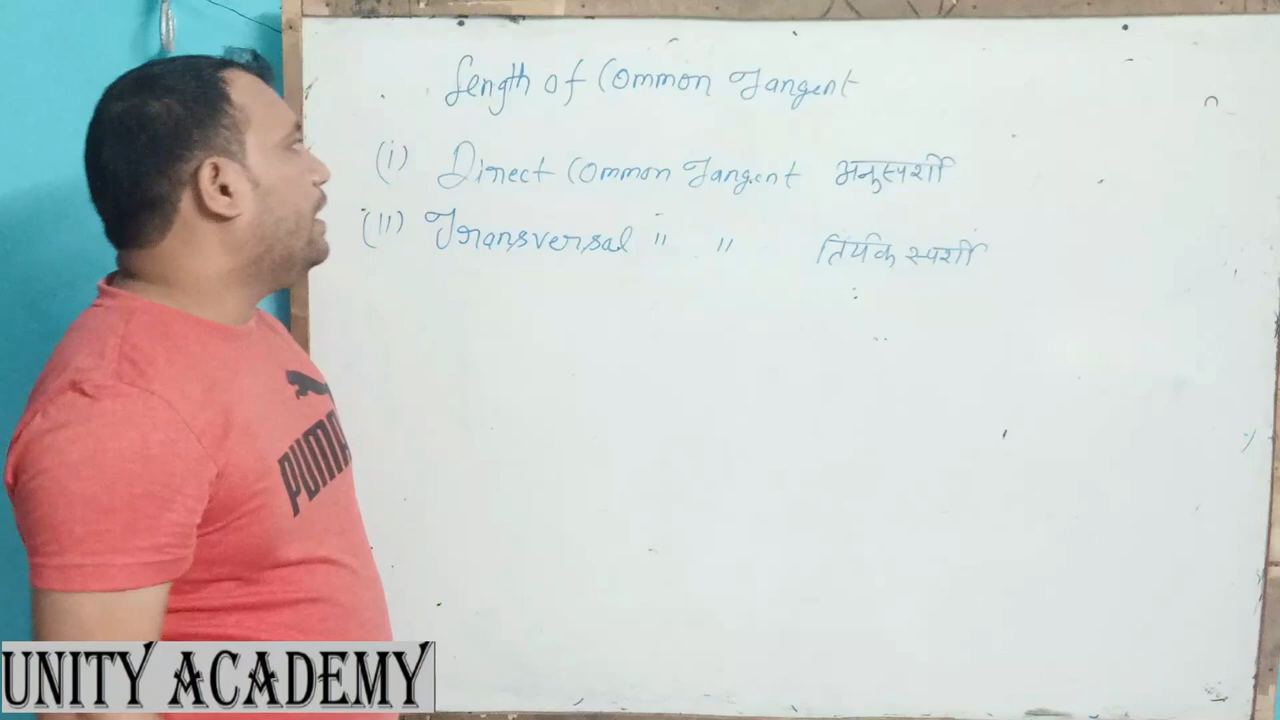 Length of Common Tangent
(i) Direct Common Tangent अनुस्पर्शी
(ii) Transversal " " तिर्यक स्पर्शी
PUMA
UNITY ACADEMY